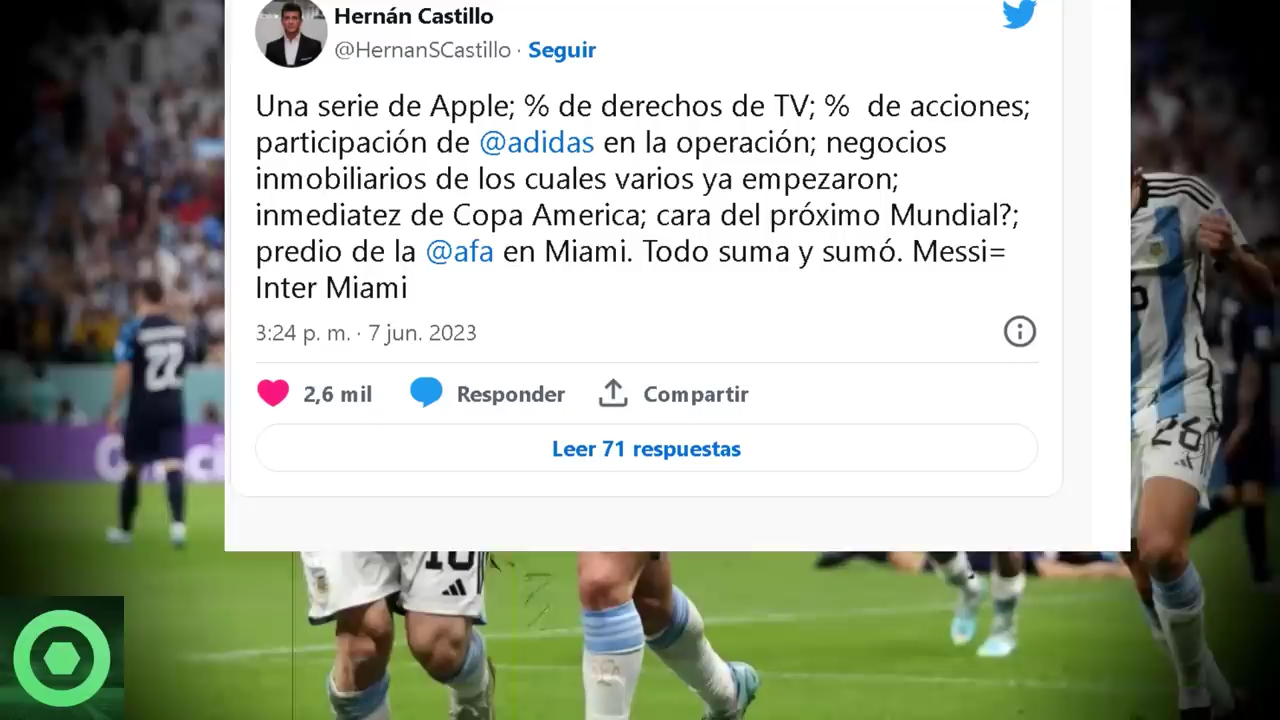 Hernán Castillo
@HernanSCastillo · Seguir
Una serie de Apple; % de derechos de TV; % de acciones;
participación de @adidas en la operación; negocios
inmobiliarios de los cuales varios ya empezaron;
inmediatez de Copa America; cara del próximo Mundial?;
predio de la @afa en Miami. Todo suma y sumó. Messi=
Inter Miami
3:24 p. m. · 7 jun. 2023
2,6 mil Responder Compartir
Leer 71 respuestas
22
26
10